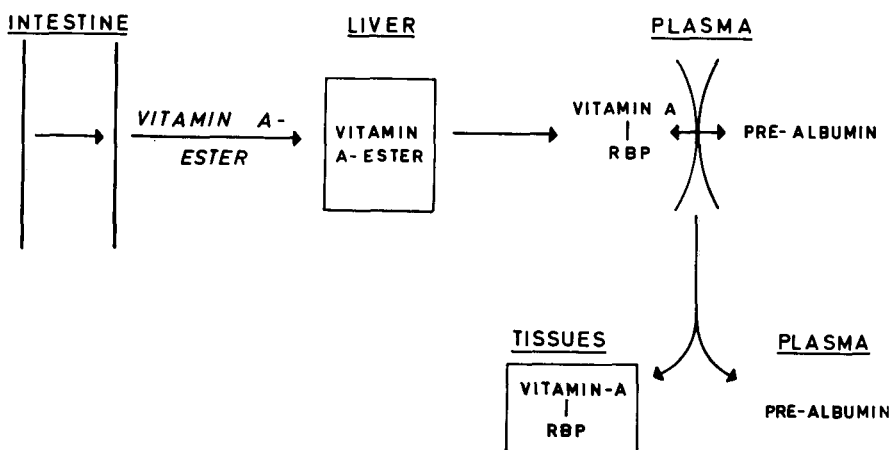 INTESTINE
LIVER
PLASMA
VITAMIN A-
ESTER
VITAMIN
A-ESTER
VITAMIN A
RBP
PRE-ALBUMIN
TISSUES
VITAMIN-A
RBP
PLASMA
PRE-ALBUMIN